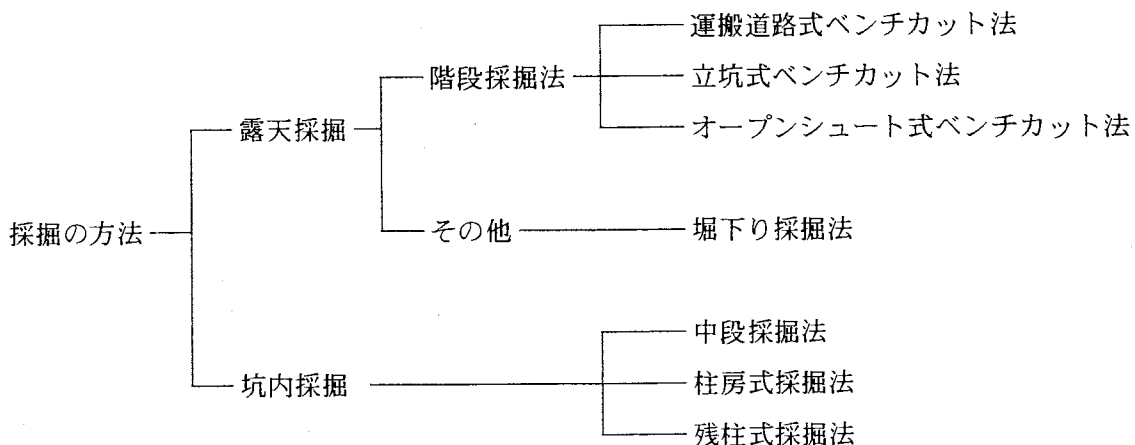 運搬道路式ベンチカット法
階段採掘法
立坑式ベンチカット法
露天採掘
オープンシュート式ベンチカット法
採掘の方法
その他
堀下り採掘法
中段採掘法
坑内採掘
柱房式採掘法
残柱式採掘法